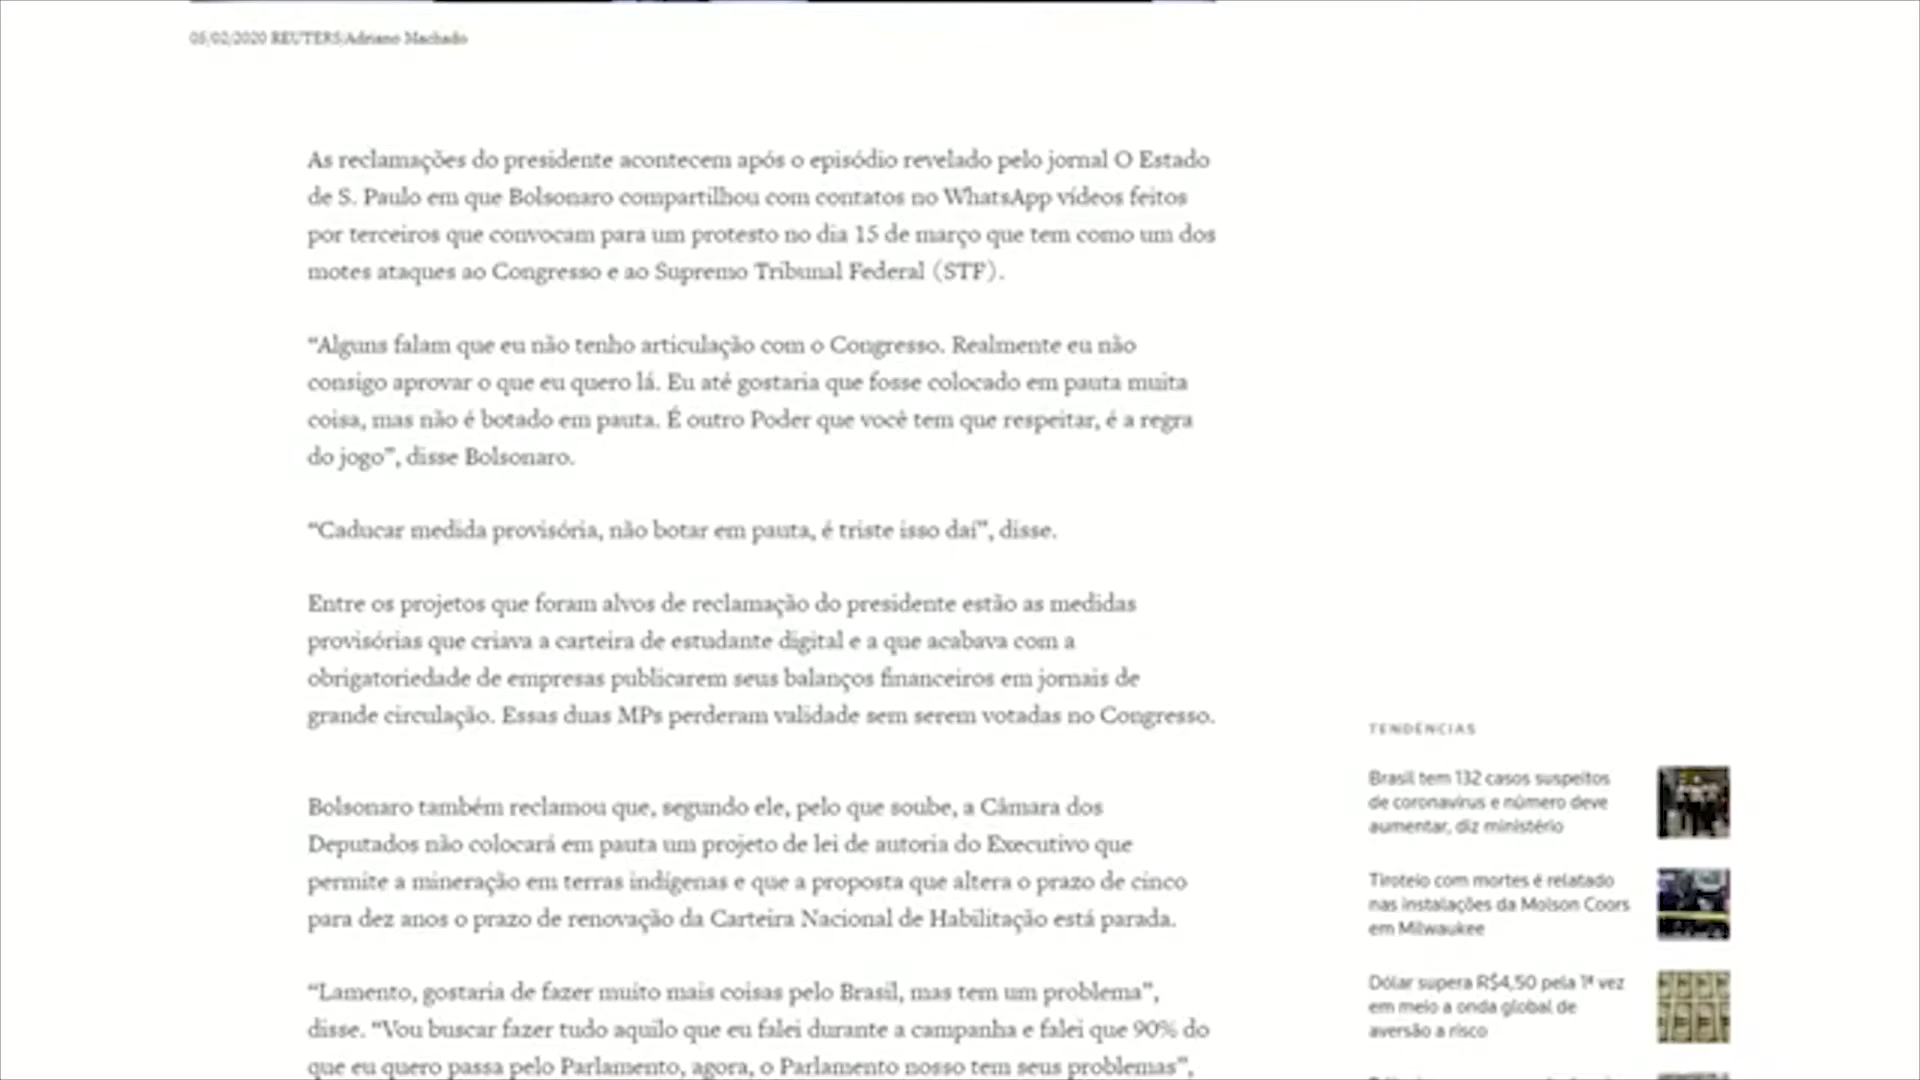 05/02/2020 REUTERS/Adriano Machado
As reclamações do presidente acontecem após o episódio revelado pelo jornal O Estado
de S. Paulo em que Bolsonaro compartilhou com contatos no WhatsApp vídeos feitos
por terceiros que convocam para um protesto no dia 15 de março que tem como um dos
motes ataques ao Congresso e ao Supremo Tribunal Federal (STF).
“Alguns falam que eu não tenho articulação com o Congresso. Realmente eu não
consigo aprovar o que eu quero lá. Eu até gostaria que fosse colocado em pauta muita
coisa, mas não é botado em pauta. É outro Poder que você tem que respeitar, é a regra
do jogo”, disse Bolsonaro.
“Caducar medida provisória, não botar em pauta, é triste isso daí”, disse.
Entre os projetos que foram alvos de reclamação do presidente estão as medidas
provisórias que criava a carteira de estudante digital e a que acabava com a
obrigatoriedade de empresas publicarem seus balanços financeiros em jornais de
grande circulação. Essas duas MPs perderam validade sem serem votadas no Congresso.
Bolsonaro também reclamou que, segundo ele, pelo que soube, a Câmara dos
Deputados não colocará em pauta um projeto de lei de autoria do Executivo que
permite a mineração em terras indígenas e que a proposta que altera o prazo de cinco
para dez anos o prazo de renovação da Carteira Nacional de Habilitação está parada.
“Lamento, gostaria de fazer muito mais coisas pelo Brasil, mas tem um problema”,
disse. “Vou buscar fazer tudo aquilo que eu falei durante a campanha e falei que 90% do
que eu quero passa pelo Parlamento, agora, o Parlamento nosso tem seus problemas”,
TENDÊNCIAS
Brasil tem 132 casos suspeitos
de coronavírus e número deve
aumentar, diz ministério
Tiroteio com mortes é relatado
nas instalações da Molson Coors
em Milwaukee
Dólar supera R$4,50 pela 1ª vez
em meio a onda global de
aversão a risco